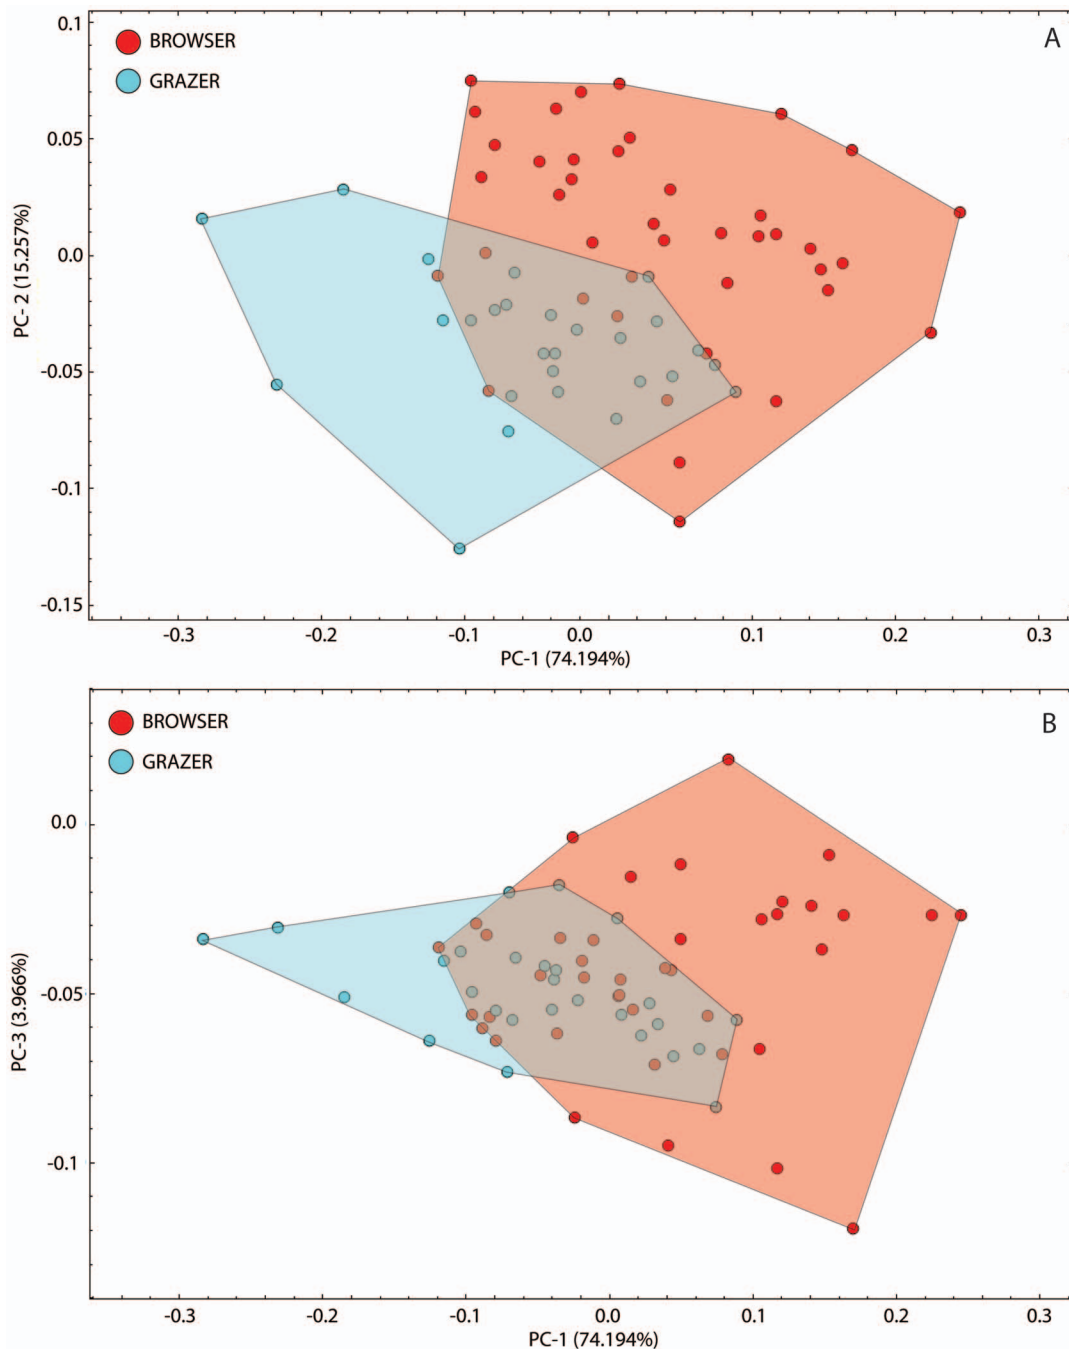 A
BROWSER
GRAZER
0.1
0.05
0.0
-0.05
-0.1
-0.15
PC- 2 (15.257%)
-0.3 -0.2 -0.1 0.0 0.1 0.2 0.3
PC-1 (74.194%)
B
BROWSER
GRAZER
0.0
-0.05
-0.1
PC-3 (3.966%)
-0.3 -0.2 -0.1 0.0 0.1 0.2 0.3
PC-1 (74.194%)